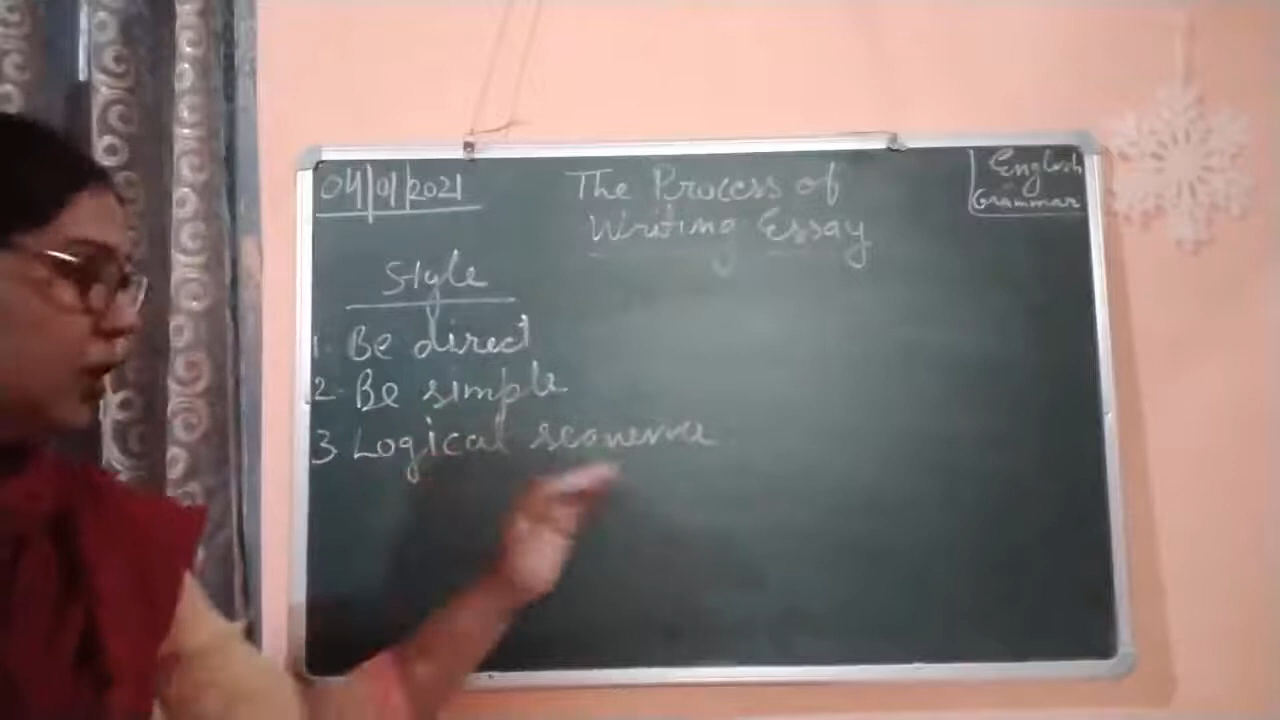 04/01/2021
The Process of
Writing Essay
English
Grammar
Style
1. Be direct
2. Be simple
3 Logical